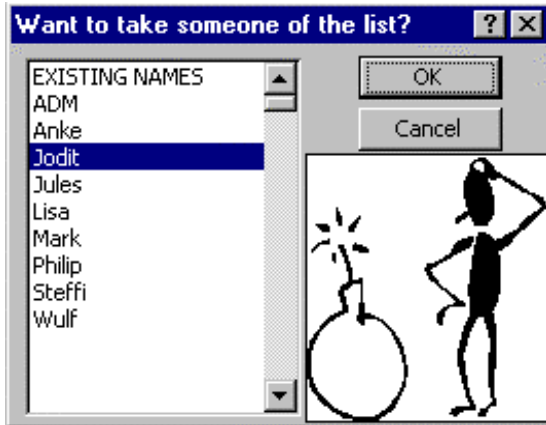 Want to take someone of the list?
EXISTING NAMES
ADM
Anke
Jodit
Jules
Lisa
Mark
Philip
Steffi
Wulf
OK
Cancel